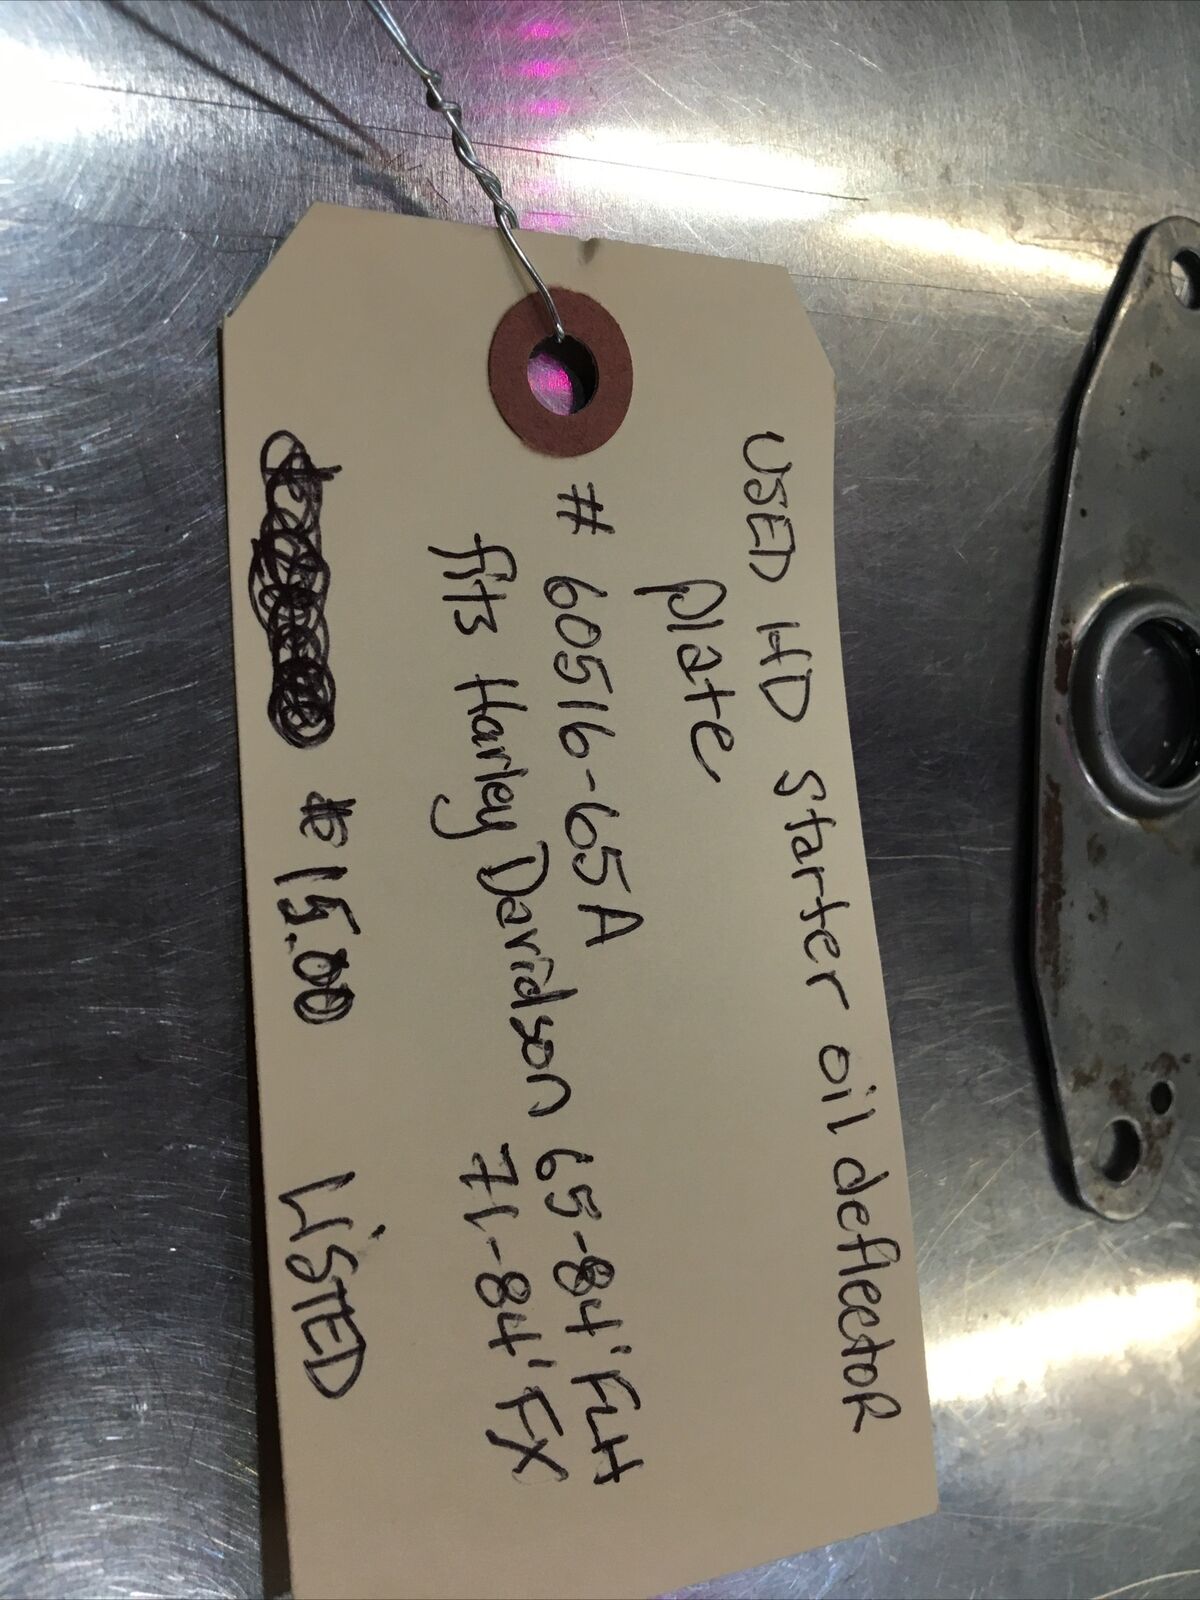 USED HD Starter oil deflector
plate
# 60516-65A
fits Harley Davidson 65-84' FLH
71-84' FX
$15.00 LISTED